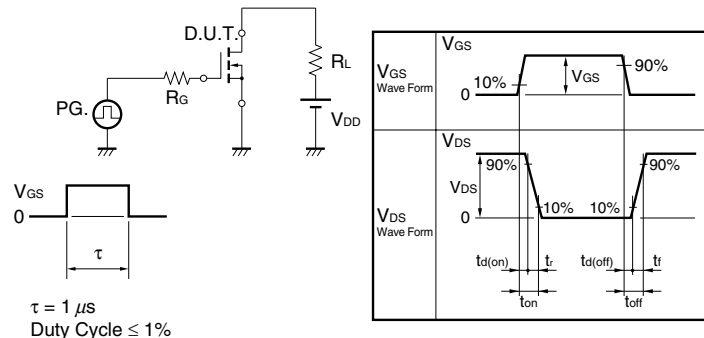 D.U.T.
RL
RG
PG.
VDD
VGS
0
τ
τ = 1 μs
Duty Cycle ≤ 1%
VGS
Wave Form
VGS
10%
0
VGS
90%
VDS
Wave Form
VDS
90%
VDS
0
10%
10%
90%
td(on)
tr
td(off)
tf
ton
toff